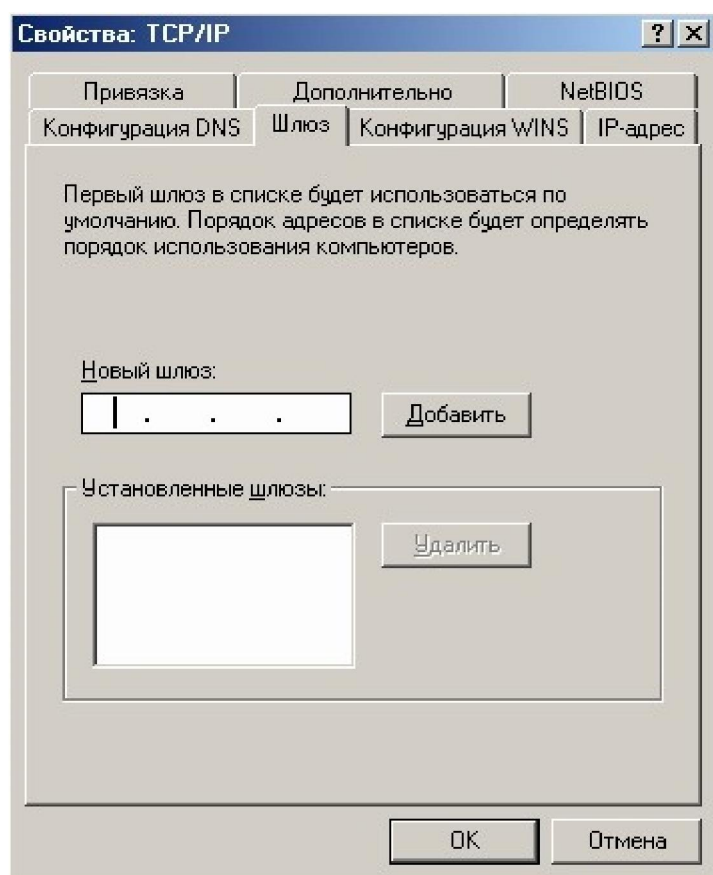 Свойства: TCP/IP
Привязка Дополнительно NetBIOS
Конфигурация DNS Шлюз Конфигурация WINS IP-адрес
Первый шлюз в списке будет использоваться по
умолчанию. Порядок адресов в списке будет определять
порядок использования компьютеров.
Новый шлюз:
. . .
Добавить
Установленные шлюзы:
Удалить
OK Отмена